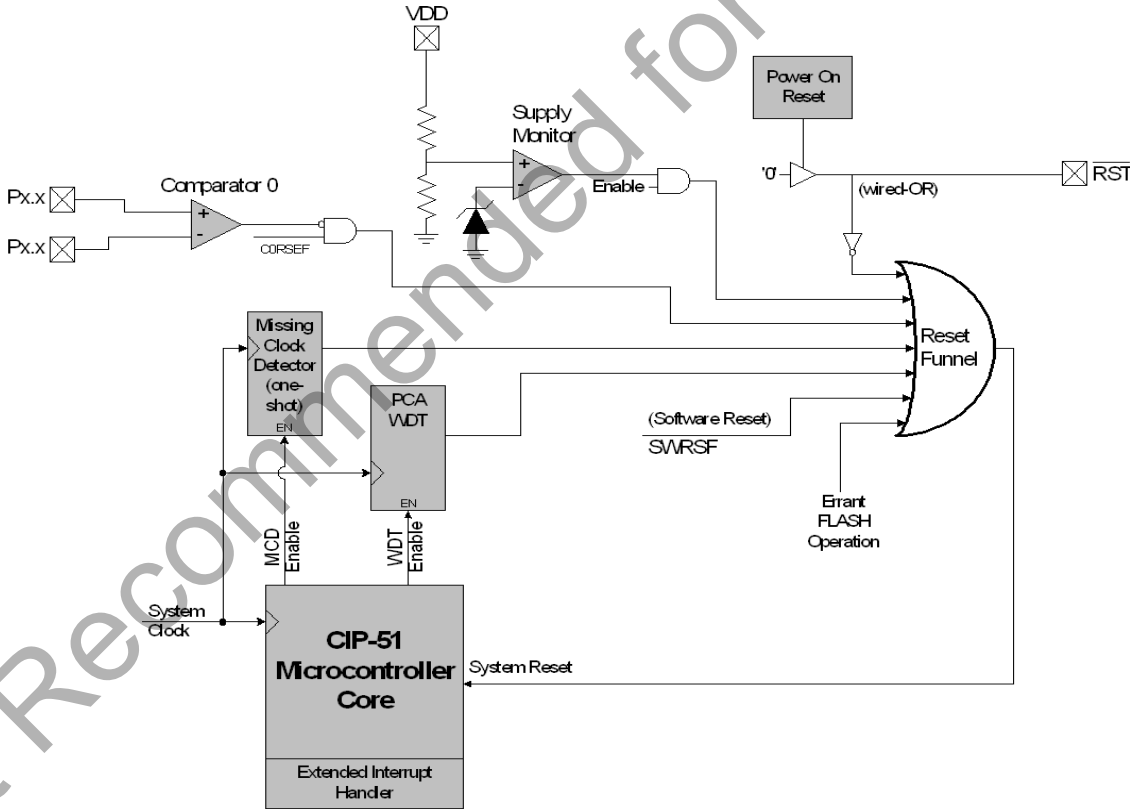 VDD
Power On
Reset
Supply
Monitor
+
-
Enable
'0'
(wired-OR)
RST
Comparator 0
Px.x
Px.x
+
-
C0RSEF
Missing
Clock
Detector
(one-
shot)
EN
PCA
WDT
EN
Reset
Funnel
(Software Reset)
SWRSF
Errant
FLASH
Operation
MCD
Enable
WDT
Enable
System
Clock
CIP-51
Microcontroller
Core
System Reset
Extended Interrupt
Handler
Recommended for